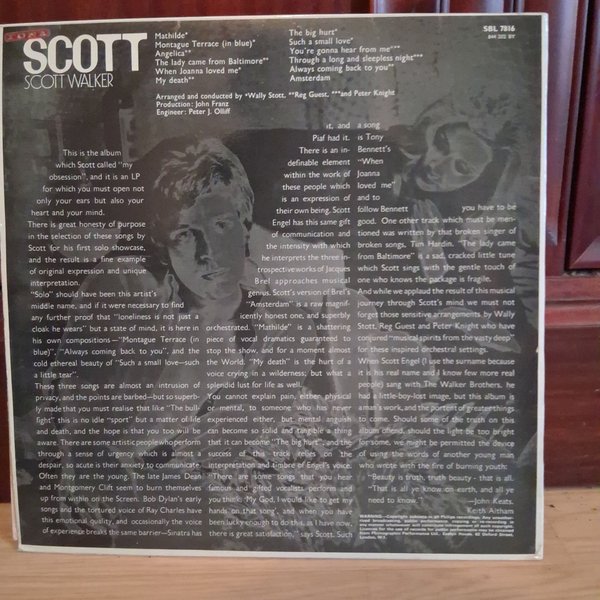 SCOTT
SCOTT WALKER
Mathilde*
Montague Terrace (in blue)*
Angelica**
The lady came from Baltimore**
When Joanna loved me*
My death**
The big hurt*
Such a small love*
You're gonna hear from me***
Through a long and sleepless night***
Always coming back to you**
Amsterdam
SBL 7816
Arranged and conducted by *Wally Stott, **Reg Guest, ***and Peter Knight
Production: John Franz
Engineer: Peter J. Olliff
This is the album
which Scott called "my
obsession", and it is an LP
for which you must open not
only your ears but also your
heart and your mind.
There is great honesty of purpose
in the selection of these songs by
Scott for his first solo showcase,
and the result is a fine example
of original expression and unique
interpretation.
"Solo" should have been this artist's
middle name, and if it were necessary to find
any further proof that "loneliness is not just a
cloak he wears" but a state of mind, it is here in
his own compositions—"Montague Terrace (in
blue)", "Always coming back to you", and the
cold ethereal beauty of "Such a small love—such
a little tear".
These three songs are almost an intrusion of
privacy, and the points are barbed—but so superb-
ly made that you must realise that like "The bull
fight" this is no idle "sport" but a matter of life
and death, and the hope is that you too will be
aware. There are some artistic people who perform
through a sense of urgency which is almost a
despair, so acute is their anxiety to communicate.
Often they are the young. The late James Dean
and Montgomery Clift seem to burn themselves
up from within on the Screen. Bob Dylan's early
songs and the tortured voice of Ray Charles have
this emotional quality, and occasionally the voice
of experience breaks the same barrier—Sinatra has
it, and
Piaf had it.
There is an in-
definable element
within the work of
these people which
is an expression of
their own being. Scott
Engel has this same gift
of communication and
the intensity with which
he interprets the three
respective works of Jacques
Brel approaches musical
genius. Scott's version of Brel's
"Amsterdam" is a raw magnif-
icently honest one, and superbly
orchestrated. "Mathilde" is a shattering
piece of vocal dramatics guaranteed to
stop the show, and for a moment almost
the World. "My death" is the hurt of a
voice crying in a wilderness; but what a
splendid lust for life as well.
You cannot explain pain, either physical
or mental, to someone who has never
experienced either, but mental anguish
can become so solid and tangible a thing
that it can become "The big hurt", and the
success of this track hinges on the
interpretation and timbre of Engel's voice.
"There are some songs that you hear
famous and gifted vocalists perform and
you think: 'My God, I would like to get my
hands on that song', and when you have
been lucky enough to do this, as I have now,
there is great satisfaction," says Scott. Such
a song
is Tony
Bennett's
"When
Joanna
loved me"
and to
follow Bennett you have to be
good. One other track which must be men-
tioned was written by that broken singer of
broken songs, Tim Hardin. "The lady came
from Baltimore" is a sad, cracked little tune
which Scott sings with the gentle touch of
one who knows the package is fragile.
And while we applaud the result of this musical
journey through Scott's mind we must not
forget those sensitive arrangements by Wally
Stott, Reg Guest and Peter Knight who have
conjured "musical spirits from the vasty deep"
for these inspired orchestral settings.
When Scott Engel (I use the surname because
it is his real name and I know few more real
people) sang with The Walker Brothers, he
had a little-boy-lost image, but this album is
a man's work, and the portent of greater things
to come. Should some of the truth on this
album offend, should the light be too bright
for some, we might be permitted the device
of using the words of another young man
who wrote with the fire of burning youth:
"Beauty is truth, truth beauty - that is all.
that is all ye know on earth, and all ye
need to know."
—John Keats.
Keith Altham